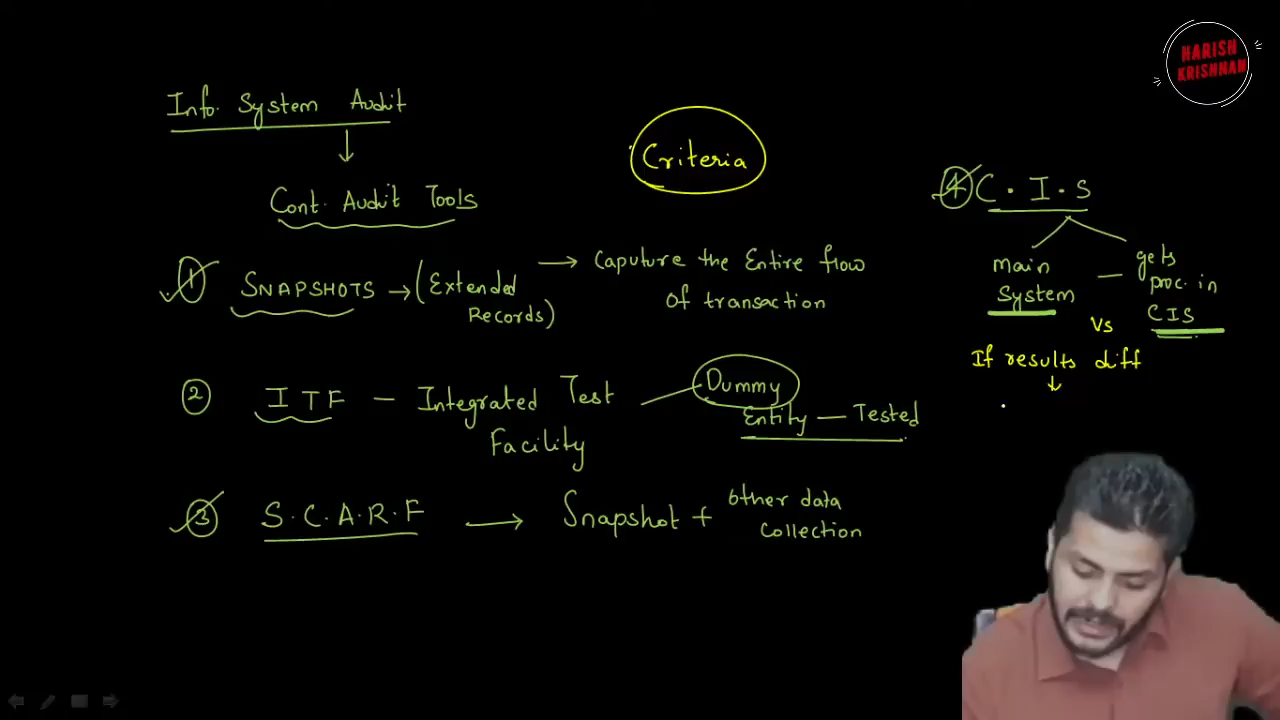 HARISH
KRISHNAN
Info. System Audit
Cont. Audit Tools
Criteria
① SNAPSHOTS → (Extended
Records)
→ Caputure the Entire flow
of transaction
② ITF — Integrated Test
Facility
Dummy
Entity — Tested
③ S.C.A.R.F → Snapshot + other data
collection
④ C.I.S
main
System
— gets
proc. in
CIS
Vs
If results diff